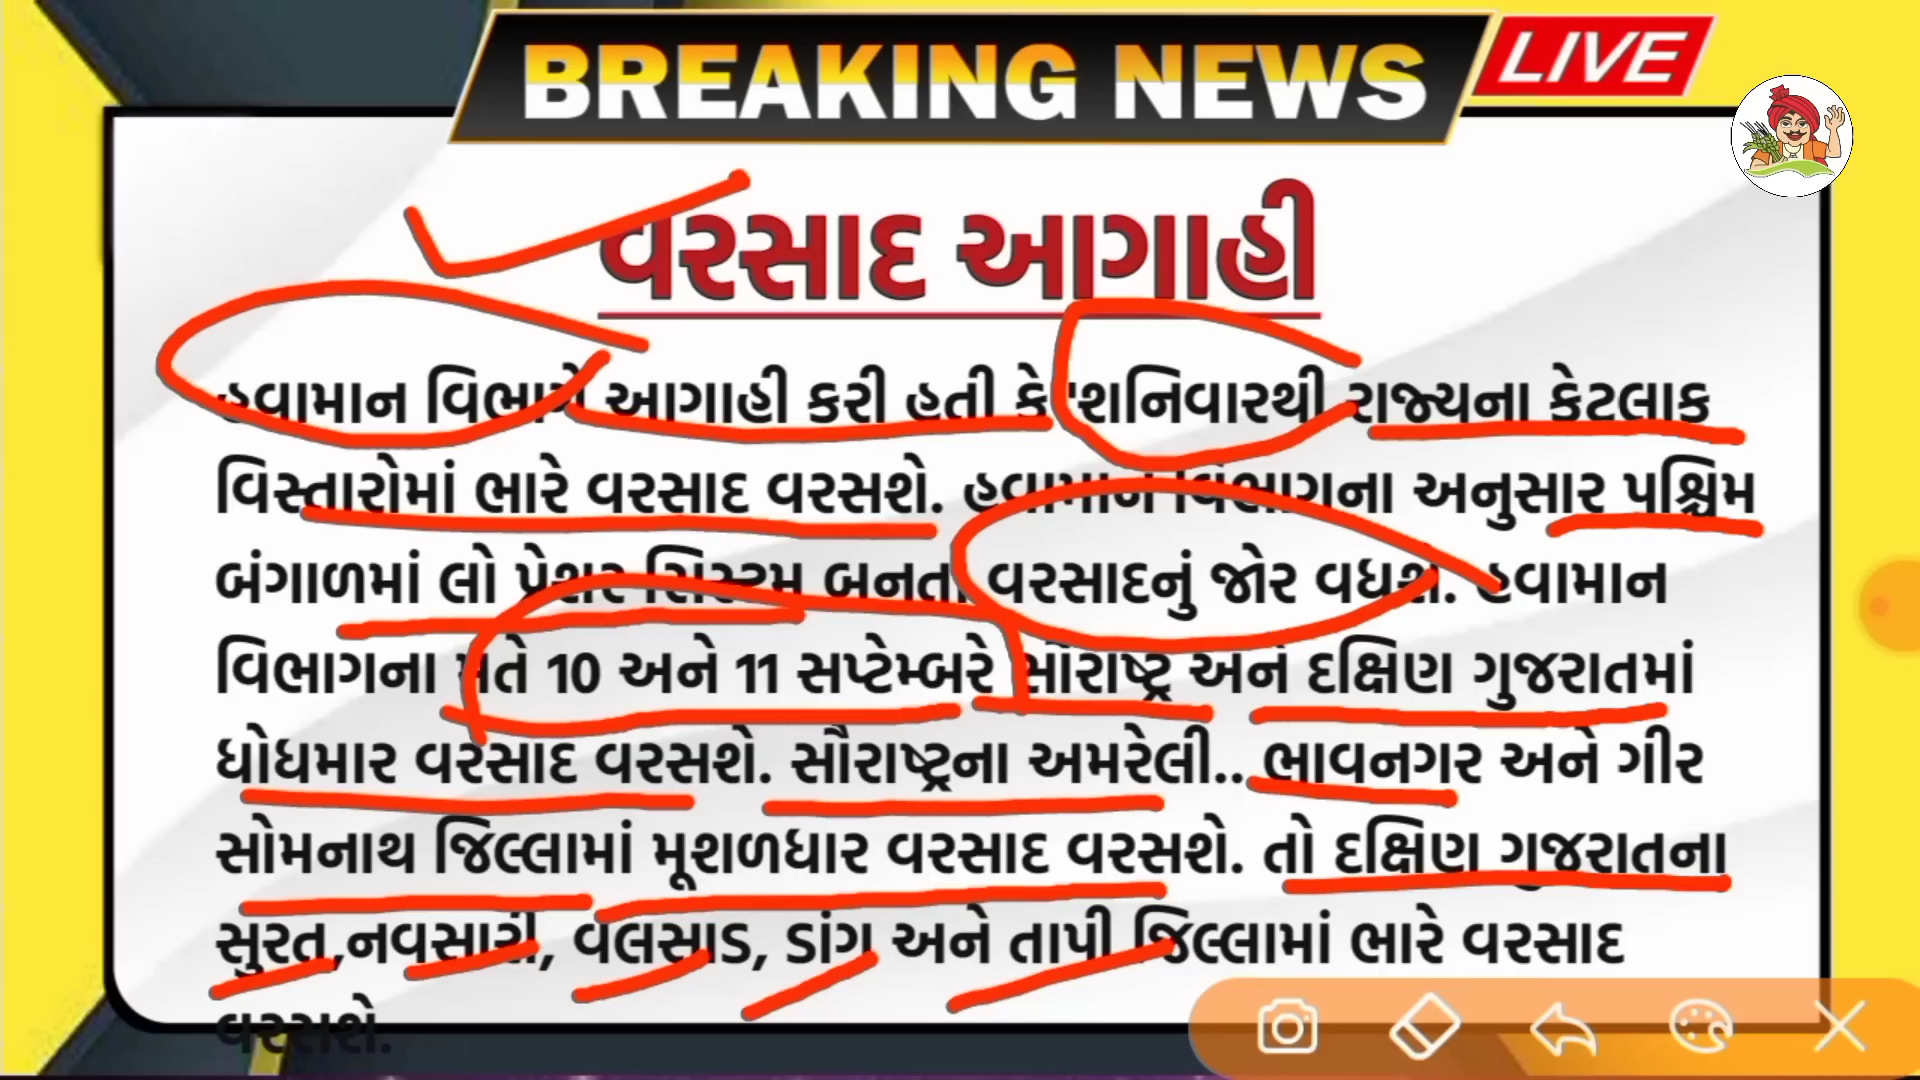 BREAKING NEWS
LIVE
વરસાદ આગાહી
હવામાન વિભાગે આગાહી કરી હતી કે 'શનિવારથી રાજ્યના કેટલાક
વિસ્તારોમાં ભારે વરસાદ વરસશે. હવામાન વિભાગના અનુસાર પશ્ચિમ
બંગાળમાં લો પ્રેશર સિસ્ટમ બનતા વરસાદનું જોર વધશે. હવામાન
વિભાગના મતે 10 અને 11 સપ્ટેમ્બરે સૌરાષ્ટ્ર અને દક્ષિણ ગુજરાતમાં
ધોધમાર વરસાદ વરસશે. સૌરાષ્ટ્રના અમરેલી.. ભાવનગર અને ગીર
સોમનાથ જિલ્લામાં મૂશળધાર વરસાદ વરસશે. તો દક્ષિણ ગુજરાતના
સુરત,નવસારી, વલસાડ, ડાંગ અને તાપી જિલ્લામાં ભારે વરસાદ
વરસશે.